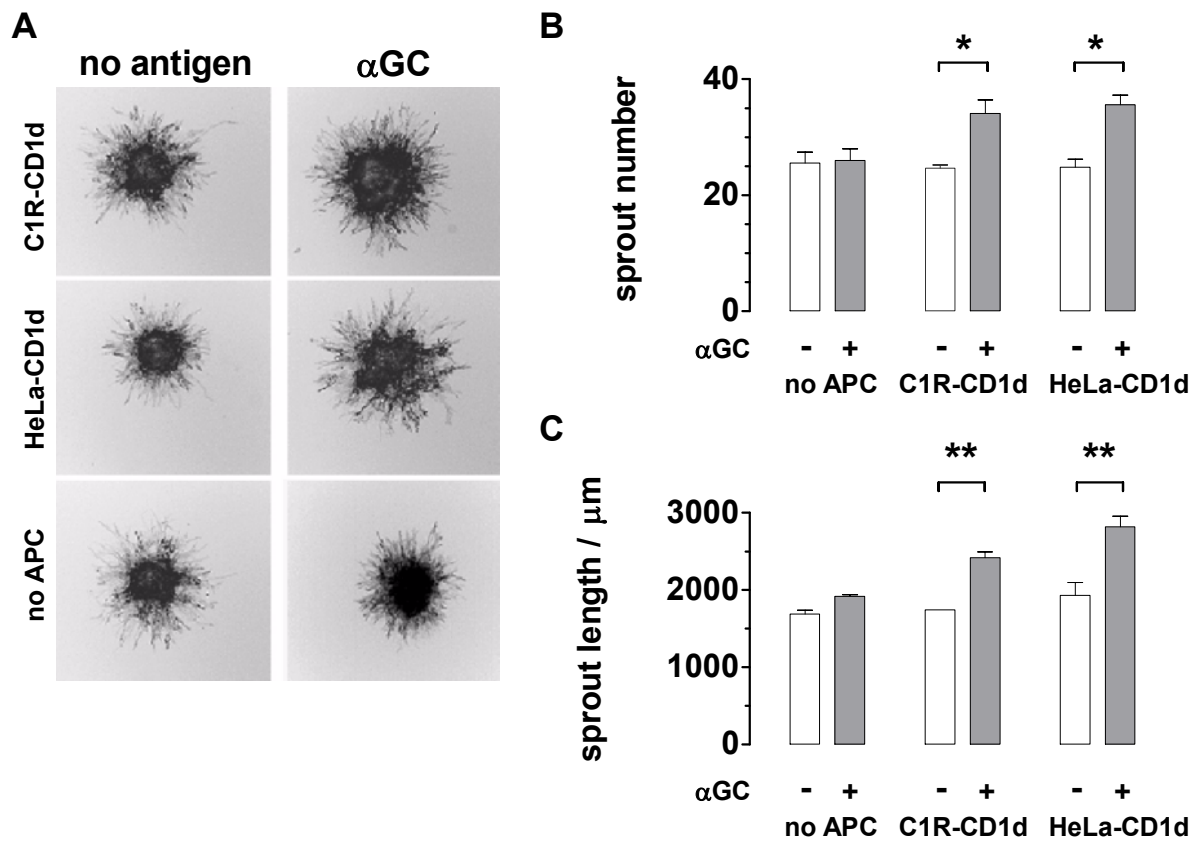 A
no antigen αGC
C1R-CD1d
HeLa-CD1d
no APC
B
* *
sprout number
40
20
0
αGC - + - + - +
no APC C1R-CD1d HeLa-CD1d
C
** **
sprout length / μm
3000
2000
1000
0
αGC - + - + - +
no APC C1R-CD1d HeLa-CD1d